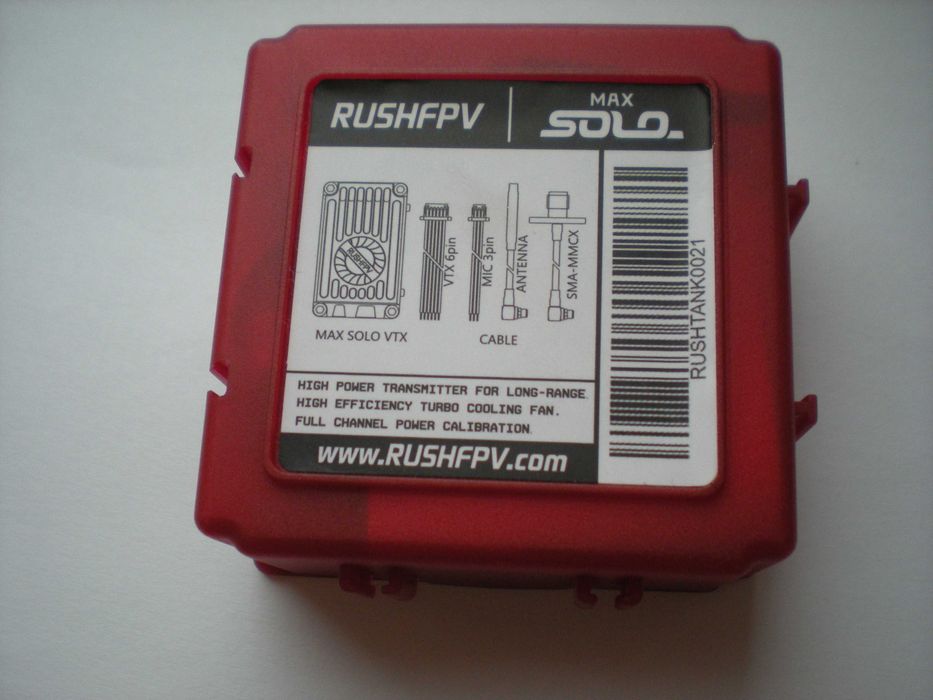 RUSHFPV
MAX
SOLO
RUSHFPV
VTX 6pin
MIC 3pin
ANTENNA
SMA-MMCX
MAX SOLO VTX
CABLE
RUSHTANK0021
HIGH POWER TRANSMITTER FOR LONG-RANGE.
HIGH EFFICIENCY TURBO COOLING FAN.
FULL CHANNEL POWER CALIBRATION.
www.RUSHFPV.com